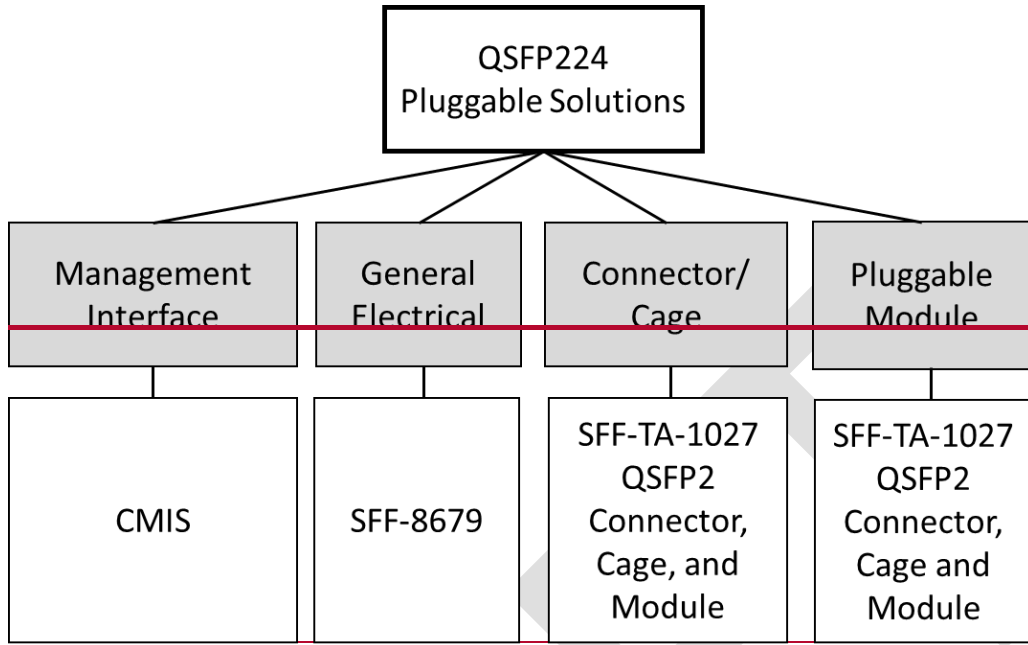 QSFP224
Pluggable Solutions
Management
Interface
General
Electrical
Connector/
Cage
Pluggable
Module
CMIS
SFF-8679
SFF-TA-1027
QSFP2
Connector,
Cage, and
Module
SFF-TA-1027
QSFP2
Connector,
Cage and
Module